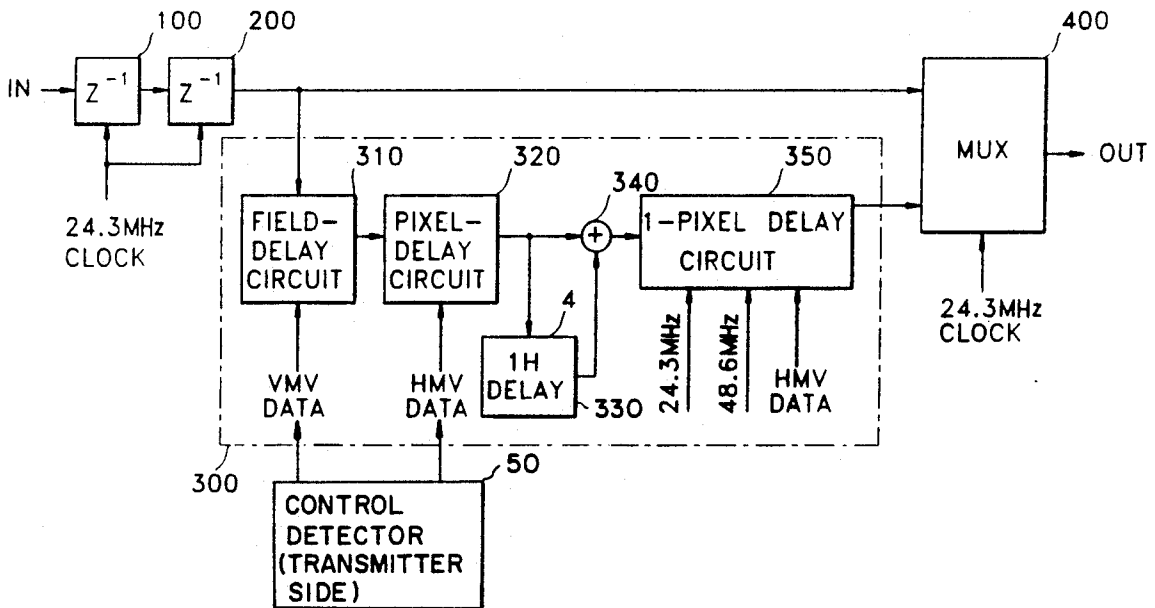 100
200
400
IN
Z⁻¹
Z⁻¹
MUX
OUT
310
320
340
350
24.3MHz
CLOCK
FIELD-
DELAY
CIRCUIT
PIXEL-
DELAY
CIRCUIT
+
1-PIXEL DELAY
CIRCUIT
24.3MHz
CLOCK
4
1H
DELAY
330
24.3MHz
48.6MHz
HMV
DATA
VMV
DATA
HMV
DATA
300
50
CONTROL
DETECTOR
(TRANSMITTER
SIDE)